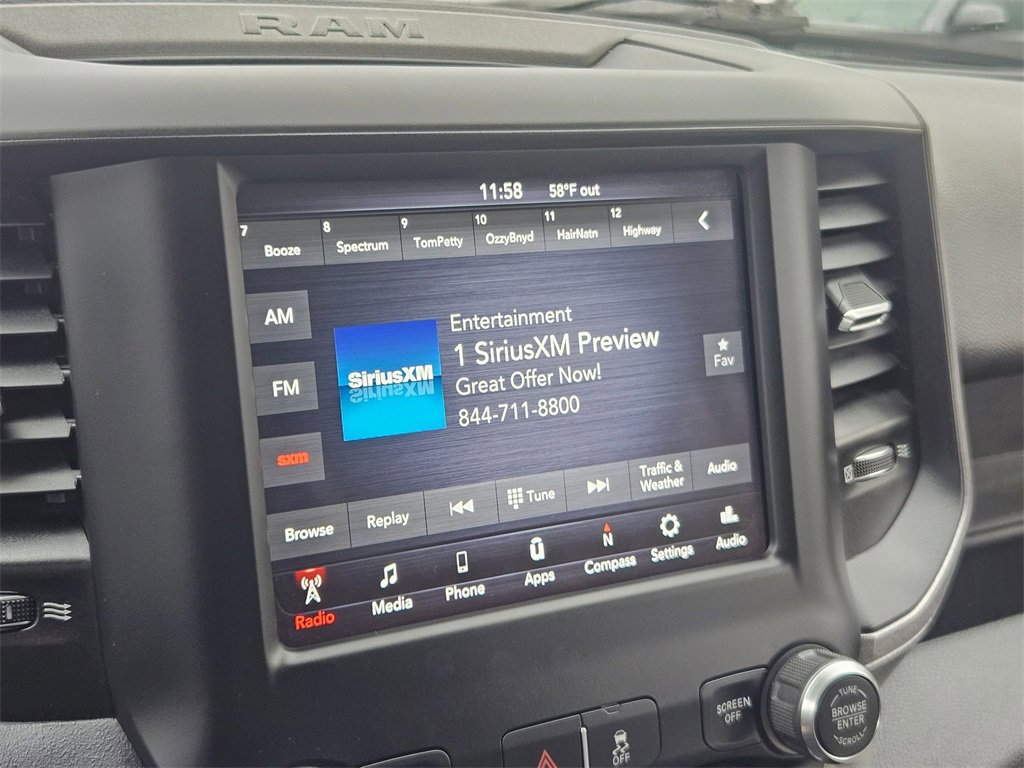 RAM
11:58 58°F out
7 Booze 8 Spectrum 9 TomPetty 10 OzzyBnyd 11 HairNatn 12 Highway
AM
FM
sxm
SiriusXM
Entertainment
1 SiriusXM Preview
Great Offer Now!
844-711-8800
Fav
Browse Replay Tune Traffic &
Weather Audio
Radio Media Phone Apps N Compass Settings Audio
OFF
SCREEN
OFF
TUNE
BROWSE
ENTER
SCROLL